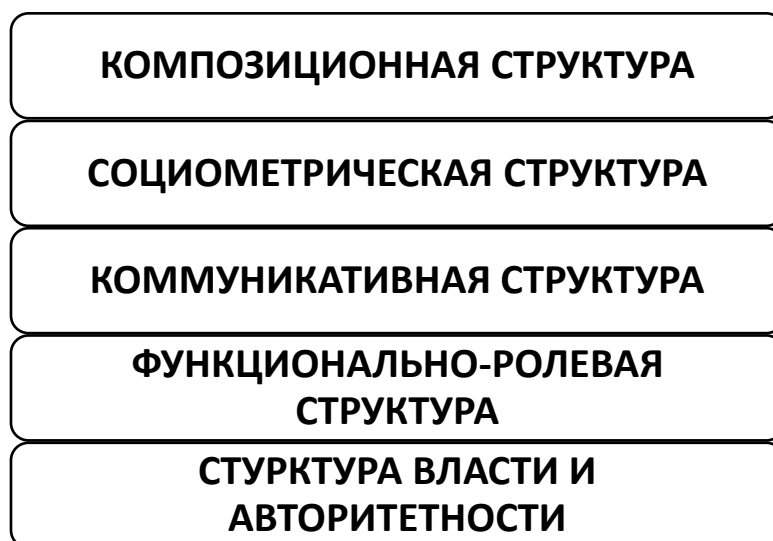 КОМПОЗИЦИОННАЯ СТРУКТУРА
СОЦИОМЕТРИЧЕСКАЯ СТРУКТУРА
КОММУНИКАТИВНАЯ СТРУКТУРА
ФУНКЦИОНАЛЬНО-РОЛЕВАЯ
СТРУКТУРА
СТУРКТУРА ВЛАСТИ И
АВТОРИТЕТНОСТИ